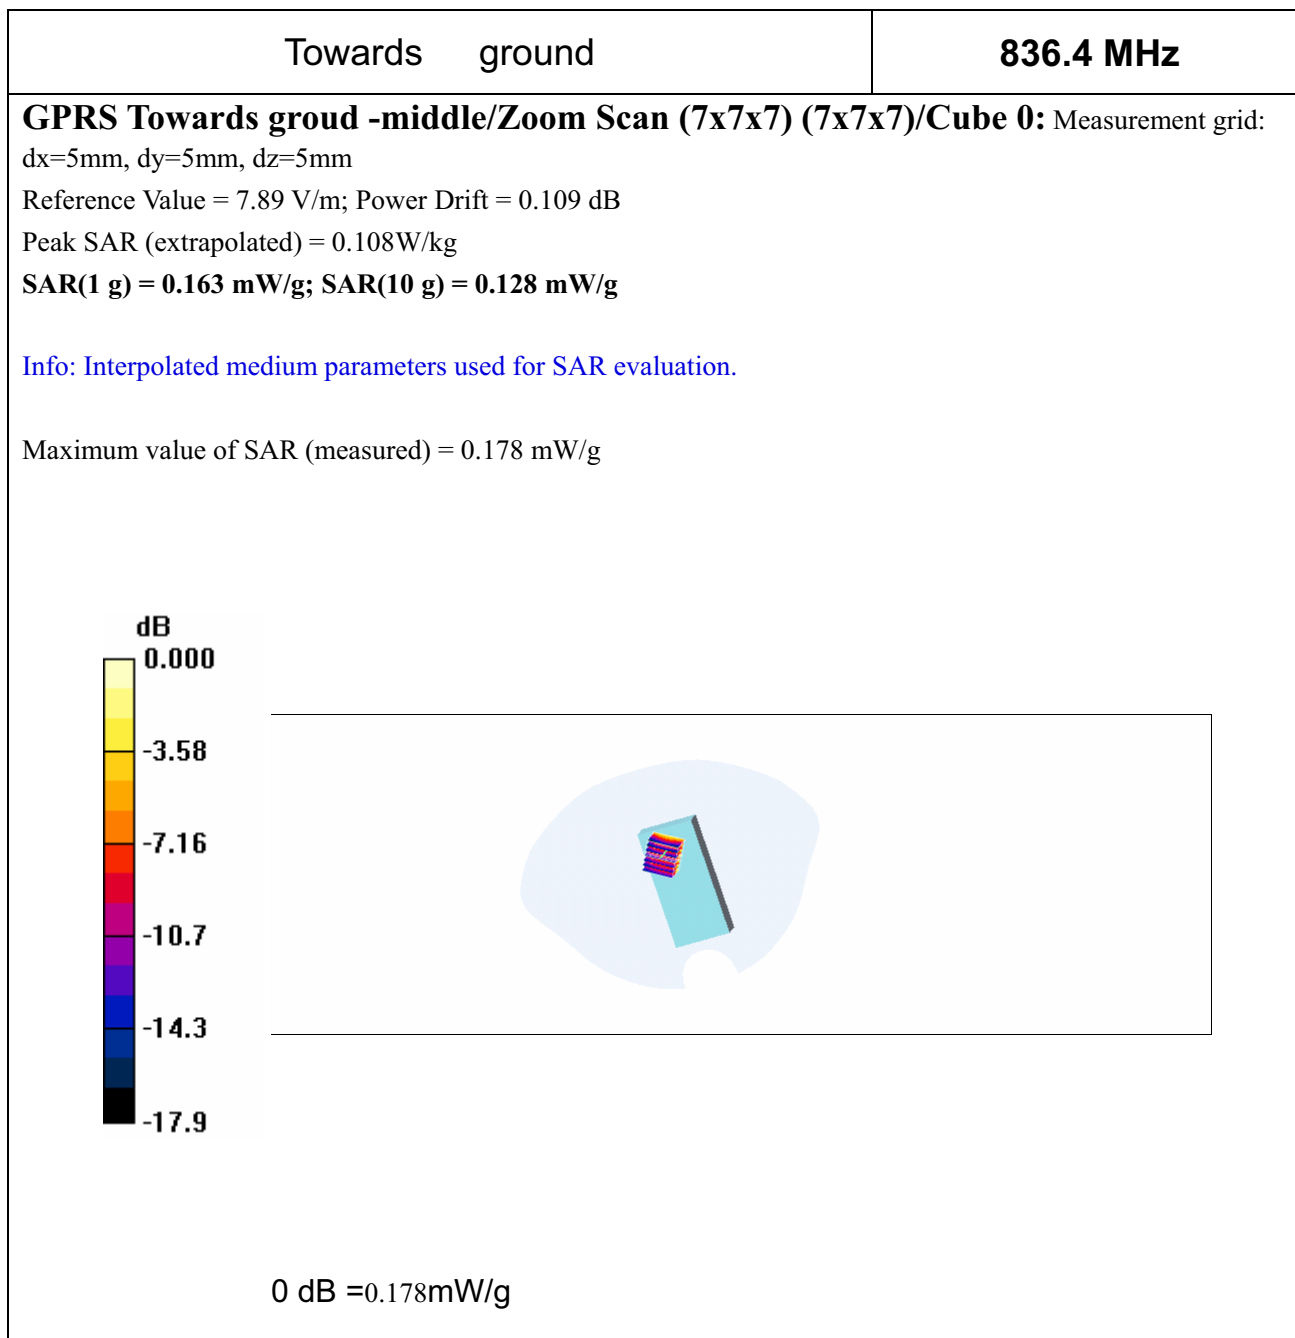 Towards ground
836.4 MHz
GPRS Towards groud -middle/Zoom Scan (7x7x7) (7x7x7)/Cube 0: Measurement grid:
dx=5mm, dy=5mm, dz=5mm
Reference Value = 7.89 V/m; Power Drift = 0.109 dB
Peak SAR (extrapolated) = 0.108W/kg
SAR(1 g) = 0.163 mW/g; SAR(10 g) = 0.128 mW/g
Info: Interpolated medium parameters used for SAR evaluation.
Maximum value of SAR (measured) = 0.178 mW/g
dB
0.000
-3.58
-7.16
-10.7
-14.3
-17.9
0 dB =0.178mW/g